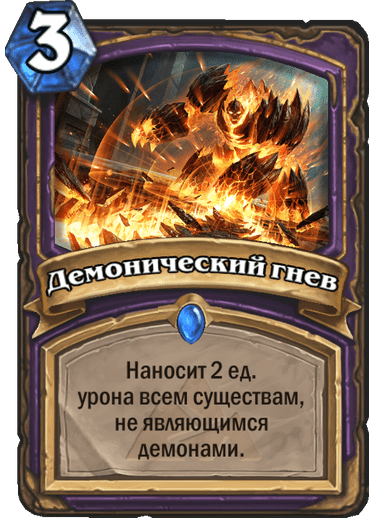 3
Демонический гнев
Наносит 2 ед.
урона всем существам,
не являющимся
демонами.